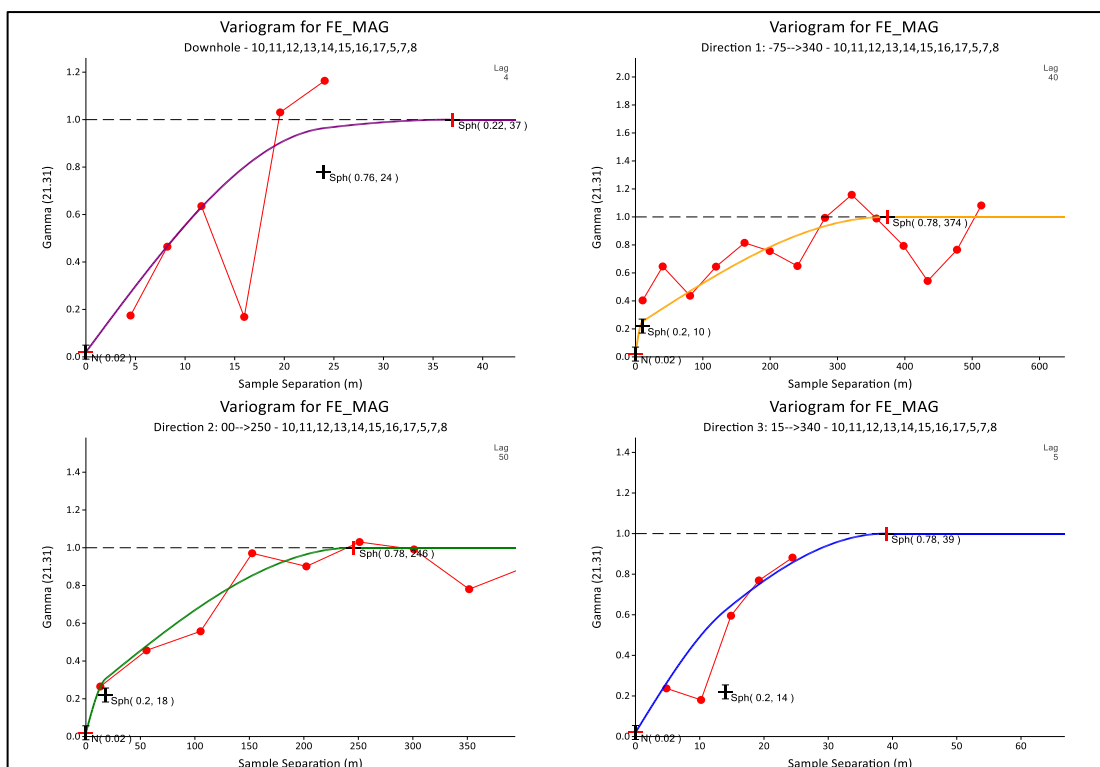 Variogram for FE_MAG
Downhole - 10,11,12,13,14,15,16,17,5,7,8
Lag
4
Gamma (21.31)
1.2
1.0
0.8
0.6
0.4
0.2
0.0
Sph( 0.22, 37 )
Sph( 0.76, 24 )
N( 0.02 )
0 5 10 15 20 25 30 35 40
Sample Separation (m)
Variogram for FE_MAG
Direction 1: -75-->340 - 10,11,12,13,14,15,16,17,5,7,8
Lag
40
Gamma (21.31)
2.0
1.8
1.6
1.4
1.2
1.0
0.8
0.6
0.4
0.2
0.0
Sph( 0.78, 374 )
Sph( 0.2, 10 )
N( 0.02 )
0 100 200 300 400 500 600
Sample Separation (m)
Variogram for FE_MAG
Direction 2: 00-->250 - 10,11,12,13,14,15,16,17,5,7,8
Lag
50
Gamma (21.31)
1.4
1.2
1.0
0.8
0.6
0.4
0.2
0.0
Sph( 0.78, 246 )
Sph( 0.2, 18 )
N( 0.02 )
0 50 100 150 200 250 300 350
Sample Separation (m)
Variogram for FE_MAG
Direction 3: 15-->340 - 10,11,12,13,14,15,16,17,5,7,8
Lag
5
Gamma (21.31)
1.4
1.2
1.0
0.8
0.6
0.4
0.2
0.0
Sph( 0.78, 39 )
Sph( 0.2, 14 )
N( 0.02 )
0 10 20 30 40 50 60
Sample Separation (m)